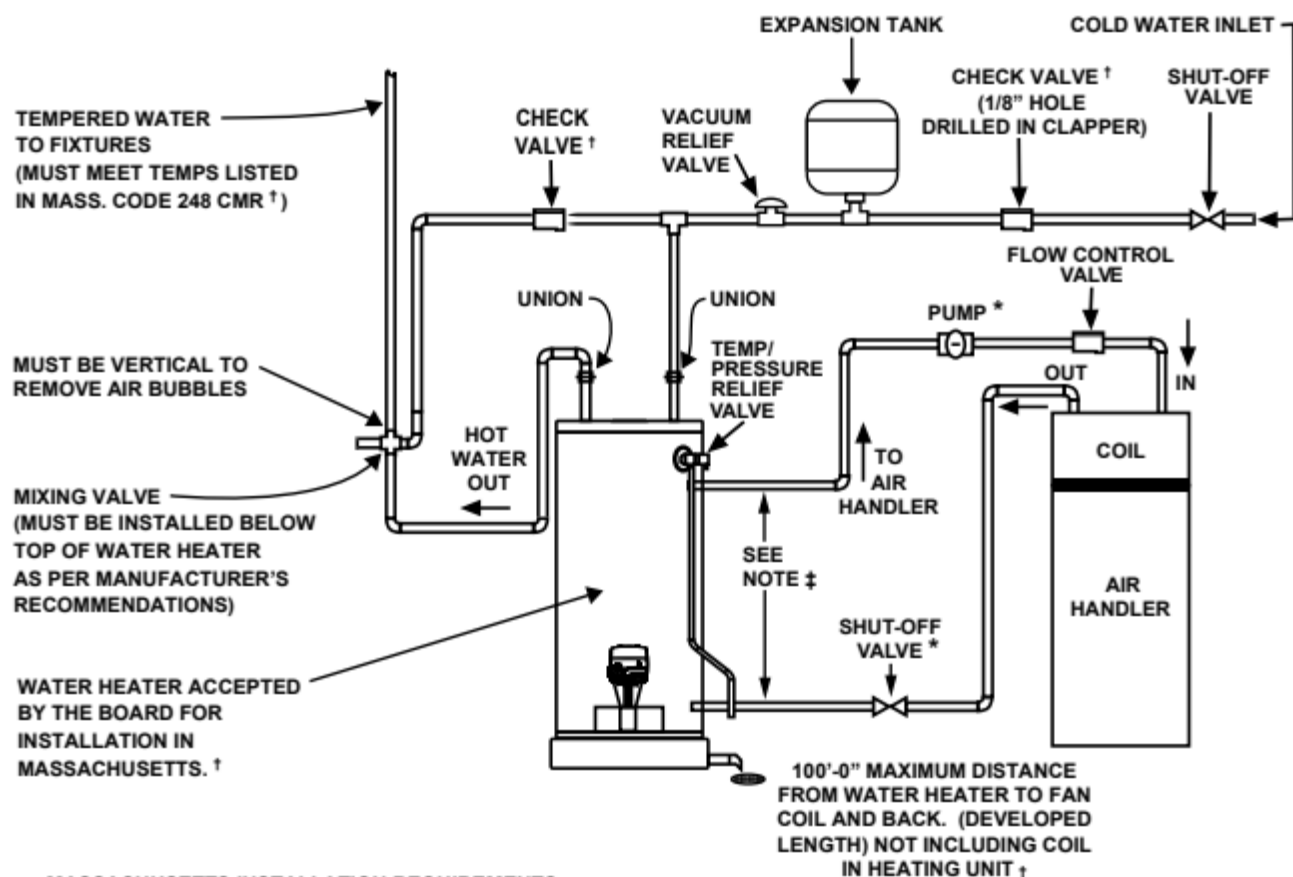 EXPANSION TANK
COLD WATER INLET
TEMPERED WATER
TO FIXTURES
(MUST MEET TEMPS LISTED
IN MASS. CODE 248 CMR †)
CHECK
VALVE †
VACUUM
RELIEF
VALVE
CHECK VALVE †
(1/8" HOLE
DRILLED IN CLAPPER)
SHUT-OFF
VALVE
FLOW CONTROL
VALVE
UNION
UNION
PUMP *
TEMP/
PRESSURE
RELIEF
VALVE
MUST BE VERTICAL TO
REMOVE AIR BUBBLES
OUT
IN
HOT
WATER
OUT
TO
AIR
HANDLER
COIL
MIXING VALVE
(MUST BE INSTALLED BELOW
TOP OF WATER HEATER
AS PER MANUFACTURER'S
RECOMMENDATIONS)
SEE
NOTE ‡
AIR
HANDLER
SHUT-OFF
VALVE *
WATER HEATER ACCEPTED
BY THE BOARD FOR
INSTALLATION IN
MASSACHUSETTS. †
100'-0" MAXIMUM DISTANCE
FROM WATER HEATER TO FAN
COIL AND BACK. (DEVELOPED
LENGTH) NOT INCLUDING COIL
IN HEATING UNIT †
MASSACHUSETTS INSTALLATION REQUIREMENTS